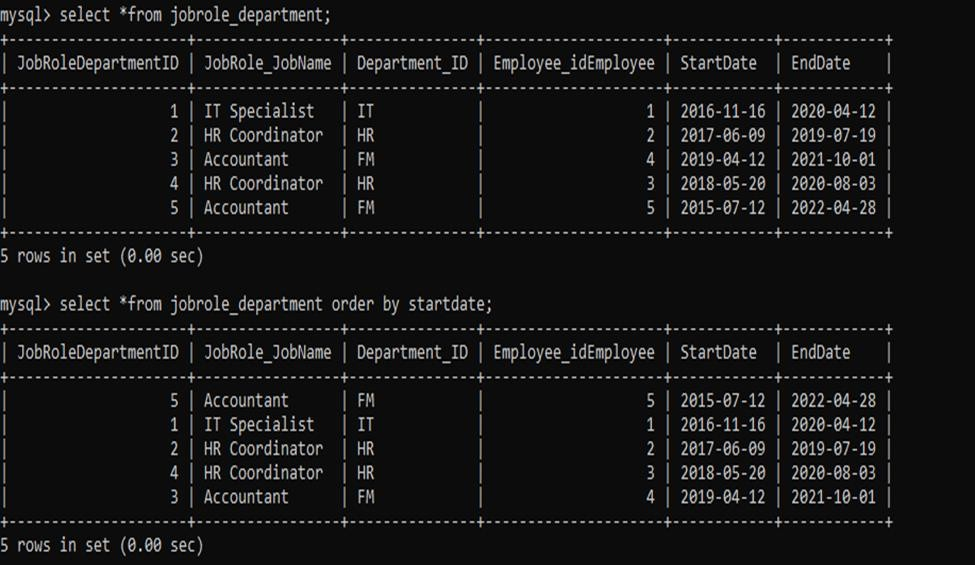 mysql> select *from jobrole_department;
+-------------------+----------------+---------------+---------------------+------------+------------+
| JobRoleDepartmentID | JobRole_JobName | Department_ID | Employee_idEmployee | StartDate | EndDate |
+-------------------+----------------+---------------+---------------------+------------+------------+
| 1 | IT Specialist | IT | 1 | 2016-11-16 | 2020-04-12 |
| 2 | HR Coordinator | HR | 2 | 2017-06-09 | 2019-07-19 |
| 3 | Accountant | FM | 4 | 2019-04-12 | 2021-10-01 |
| 4 | HR Coordinator | HR | 3 | 2018-05-20 | 2020-08-03 |
| 5 | Accountant | FM | 5 | 2015-07-12 | 2022-04-28 |
+-------------------+----------------+---------------+---------------------+------------+------------+
5 rows in set (0.00 sec)
mysql> select *from jobrole_department order by startdate;
+-------------------+----------------+---------------+---------------------+------------+------------+
| JobRoleDepartmentID | JobRole_JobName | Department_ID | Employee_idEmployee | StartDate | EndDate |
+-------------------+----------------+---------------+---------------------+------------+------------+
| 5 | Accountant | FM | 5 | 2015-07-12 | 2022-04-28 |
| 1 | IT Specialist | IT | 1 | 2016-11-16 | 2020-04-12 |
| 2 | HR Coordinator | HR | 2 | 2017-06-09 | 2019-07-19 |
| 4 | HR Coordinator | HR | 3 | 2018-05-20 | 2020-08-03 |
| 3 | Accountant | FM | 4 | 2019-04-12 | 2021-10-01 |
+-------------------+----------------+---------------+---------------------+------------+------------+
5 rows in set (0.00 sec)